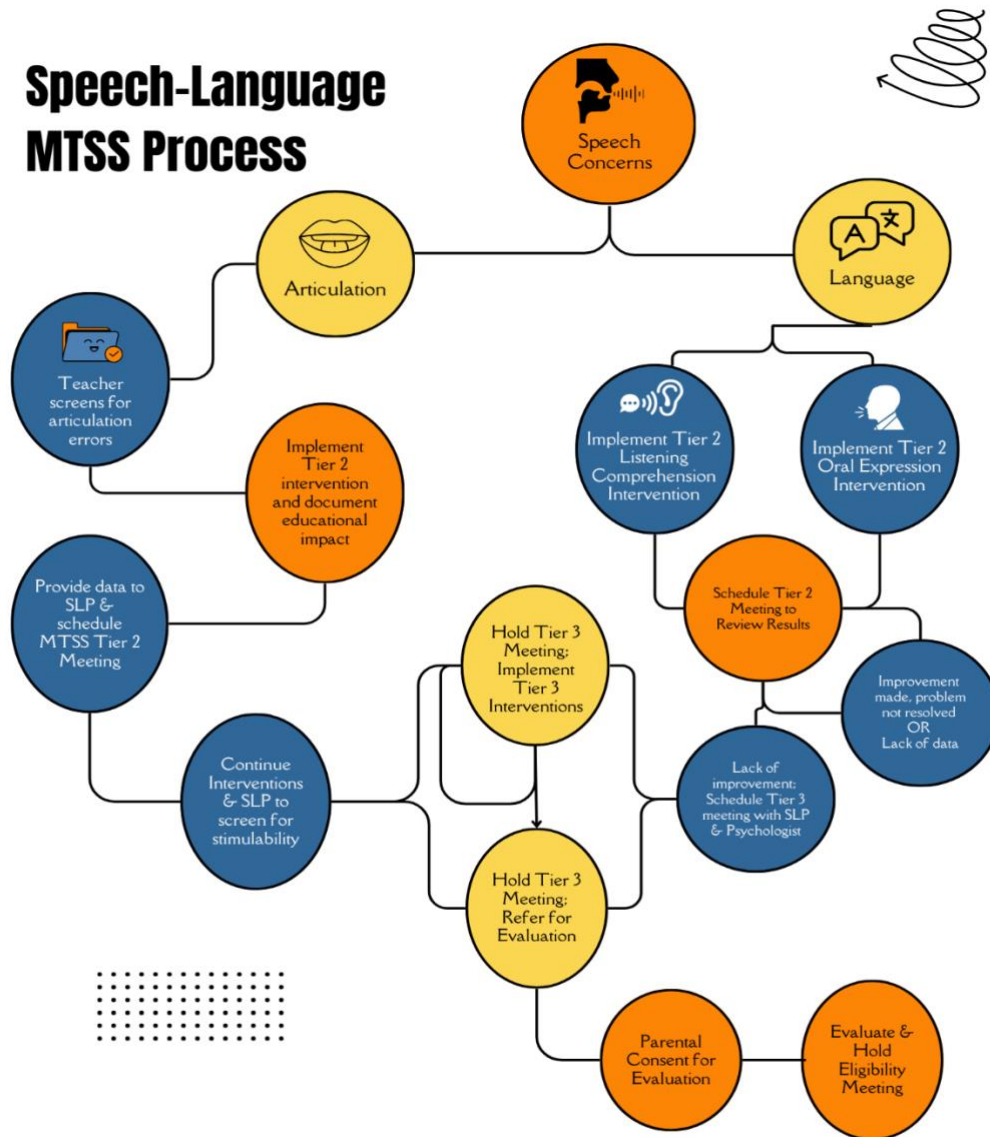 Speech-Language
MTSS Process
Speech
Concerns
Articulation
A 文
Language
Teacher
screens for
articulation
errors
Implement
Tier 2
intervention
and document
educational
impact
Implement Tier 2
Listening
Comprehension
Intervention
Implement Tier 2
Oral Expression
Intervention
Provide data to
SLP &
schedule
MTSS Tier 2
Meeting
Schedule Tier 2
Meeting to
Review Results
Hold Tier 3
Meeting:
Implement
Tier 3
Interventions
Improvement
made, problem
not resolved
OR
Lack of data
Continue
Interventions
& SLP to
screen for
stimulability
Lack of
improvement:
Schedule Tier 3
meeting with SLP
& Psychologist
Hold Tier 3
Meeting:
Refer for
Evaluation
Parental
Consent for
Evaluation
Evaluate &
Hold
Eligibility
Meeting